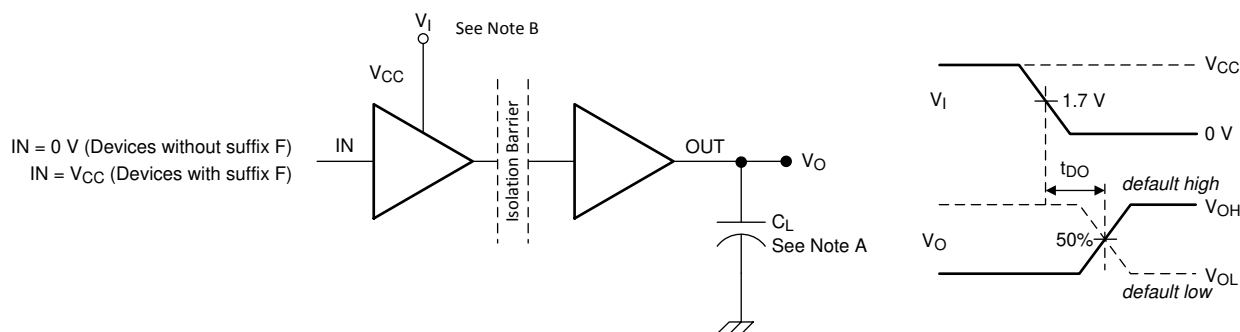 VI
See Note B
VCC
IN = 0 V (Devices without suffix F)
IN = VCC (Devices with suffix F)
IN
Isolation Barrier
OUT
VO
CL
See Note A
VI
VCC
1.7 V
0 V
tDO
default high
VOH
VO
50%
VOL
default low